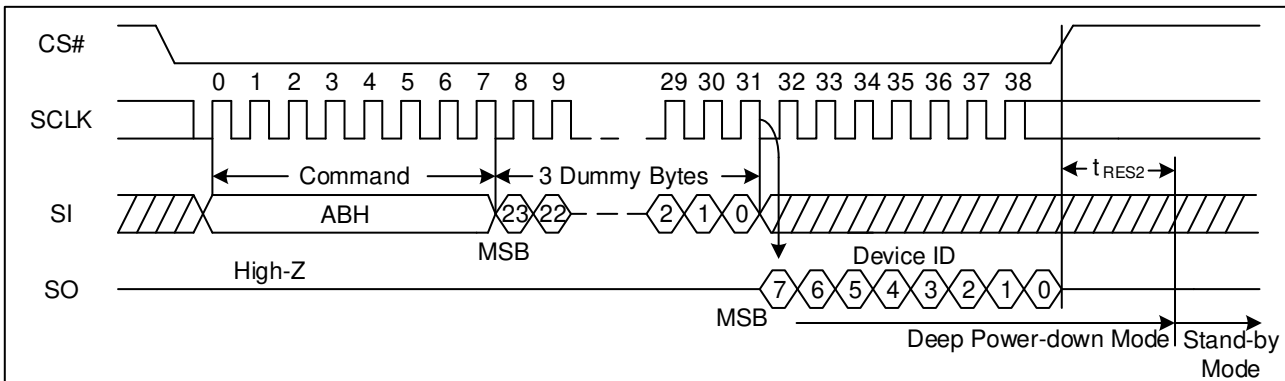 CS#
0 1 2 3 4 5 6 7 8 9 29 30 31 32 33 34 35 36 37 38
SCLK
Command 3 Dummy Bytes tRES2
SI ABH 23 22 2 1 0
MSB
High-Z Device ID
SO 7 6 5 4 3 2 1 0
MSB
Deep Power-down Mode Stand-by
Mode